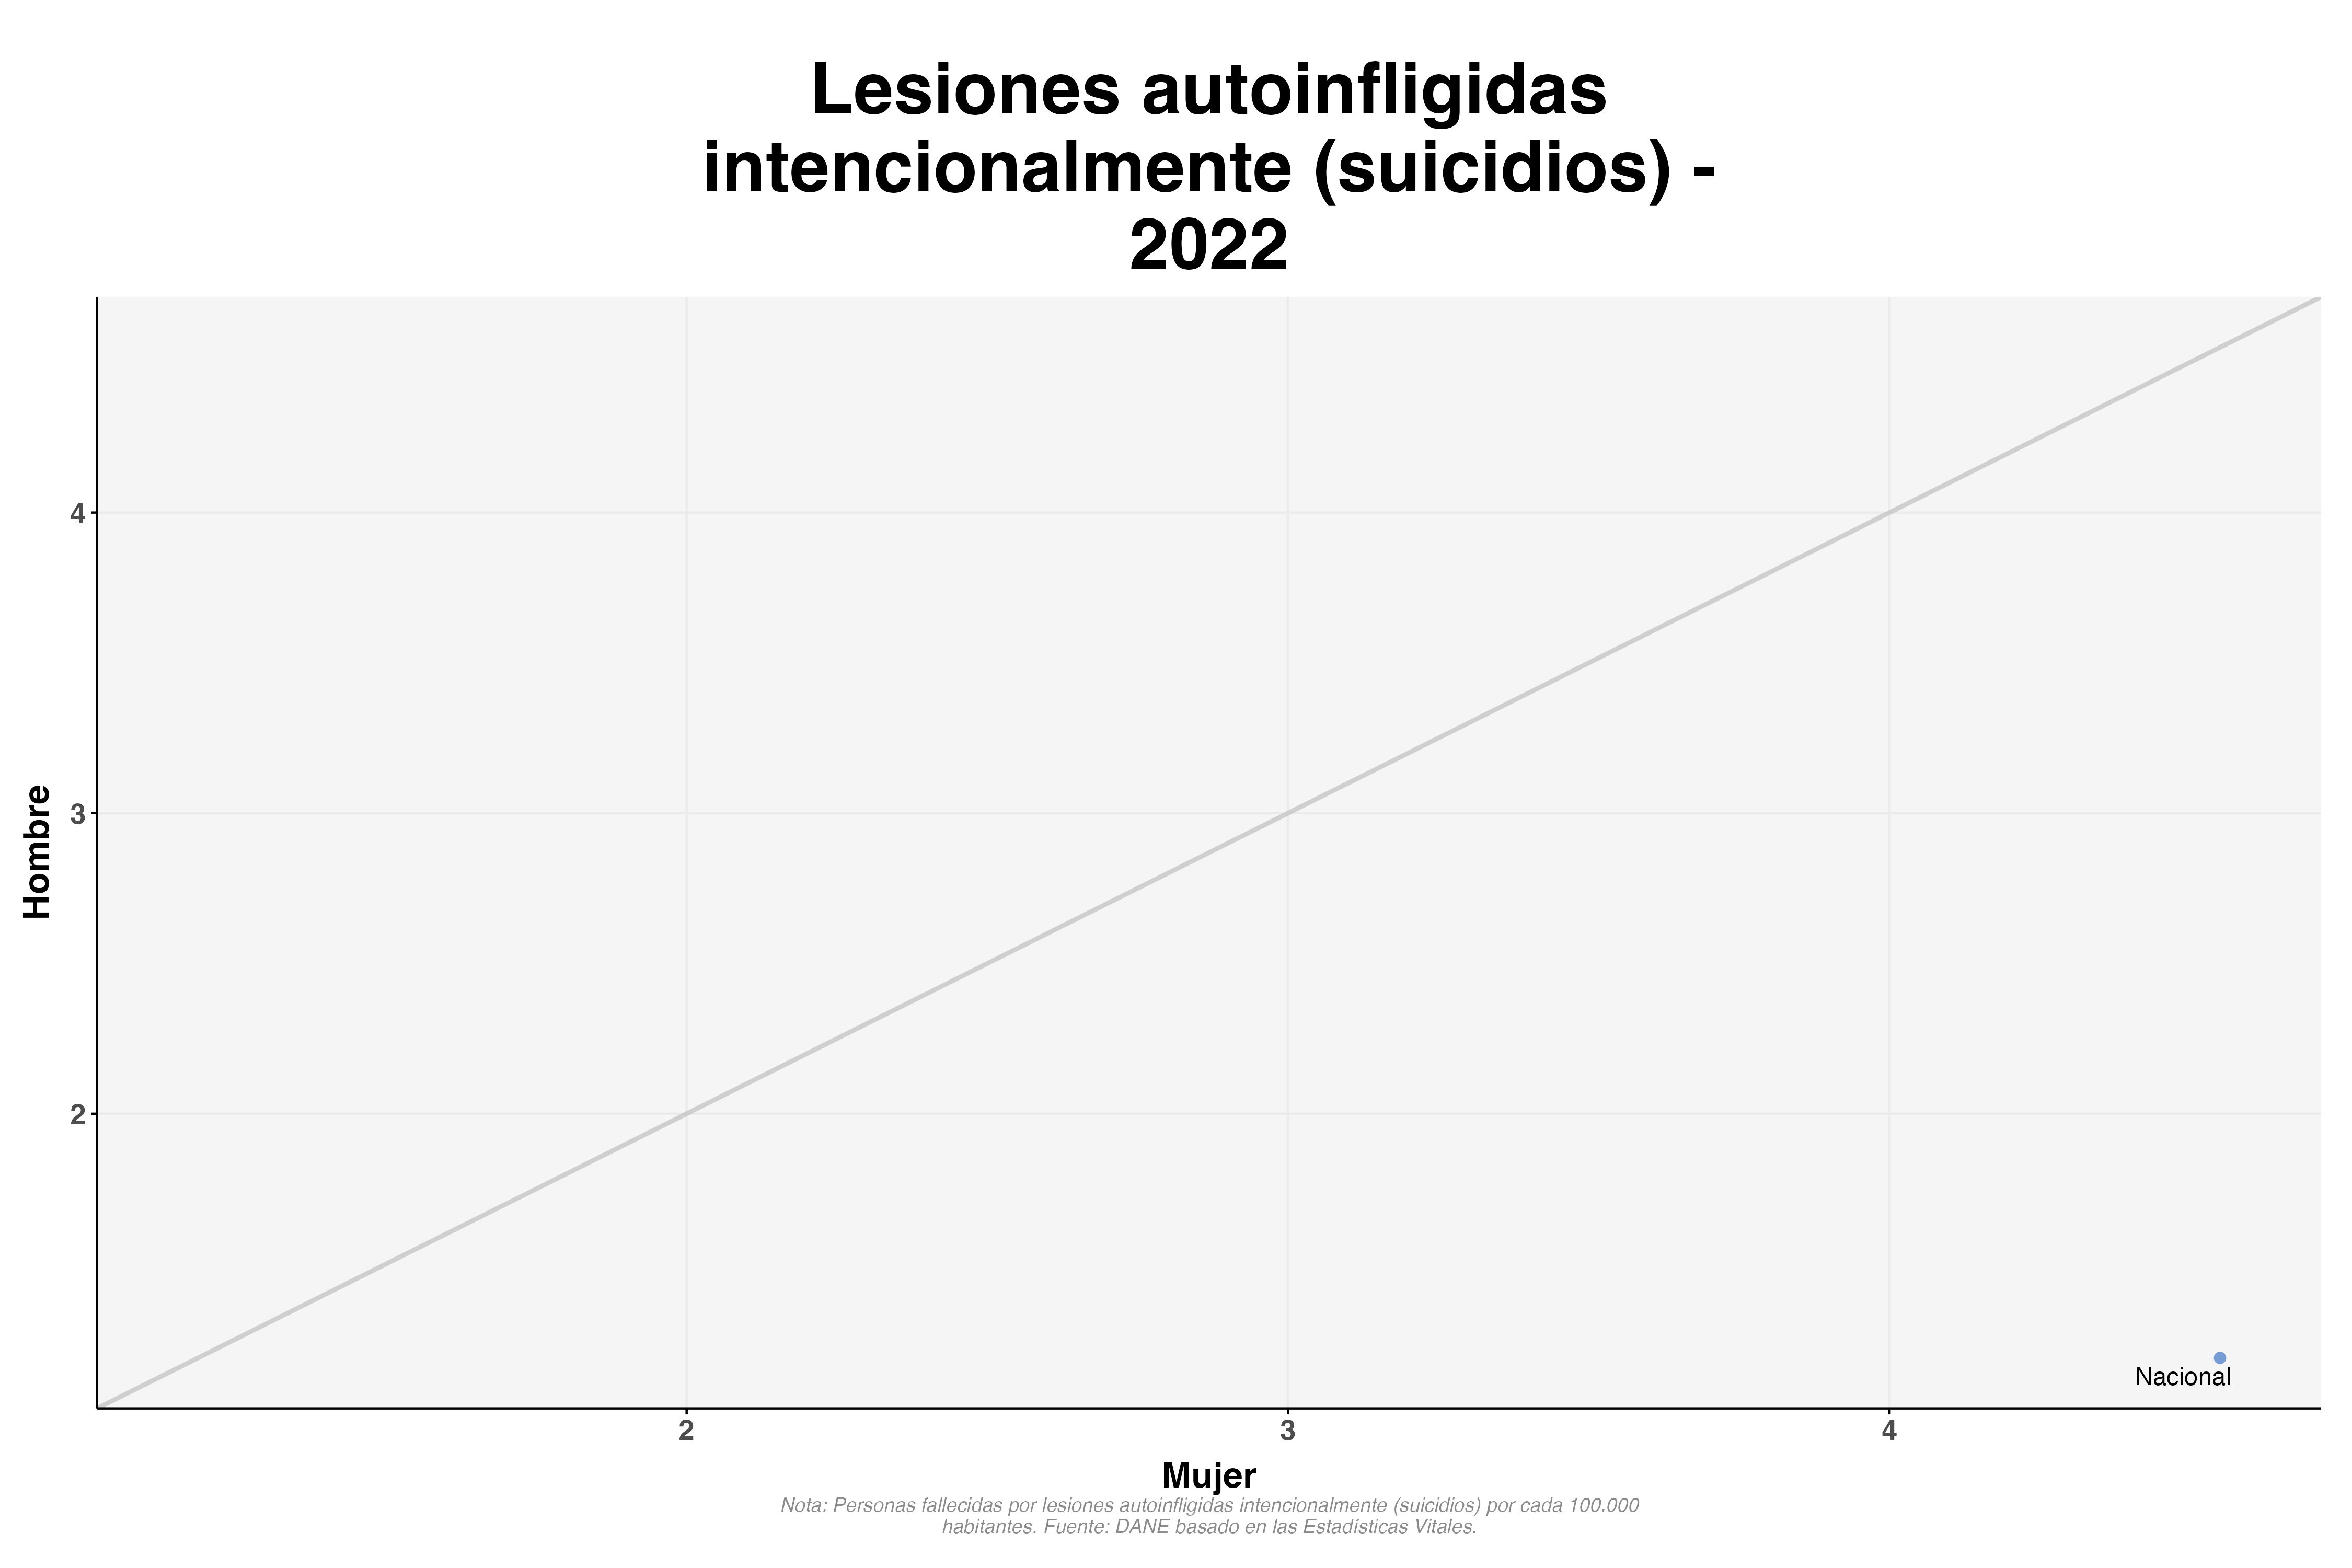 Lesiones autoinfligidas
intencionalmente (suicidios) -
2022
Hombre
4
3
2
Nacional
2
3
4
Mujer
Nota: Personas fallecidas por lesiones autoinfligidas intencionalmente (suicidios) por cada 100.000
habitantes. Fuente: DANE basado en las Estadísticas Vitales.